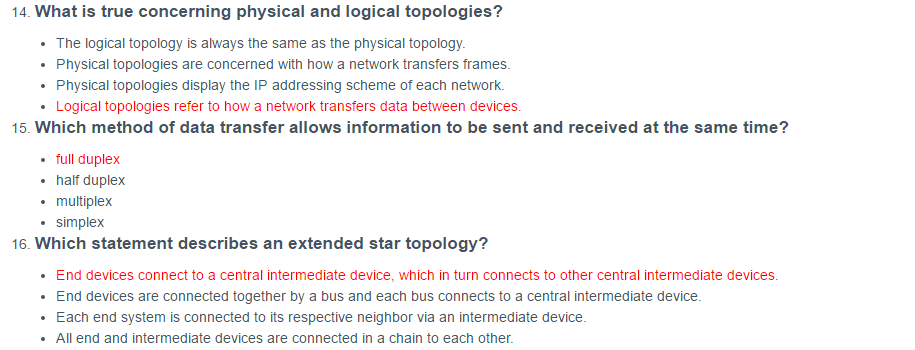 14. What is true concerning physical and logical topologies?
• The logical topology is always the same as the physical topology.
• Physical topologies are concerned with how a network transfers frames.
• Physical topologies display the IP addressing scheme of each network.
• Logical topologies refer to how a network transfers data between devices.
15. Which method of data transfer allows information to be sent and received at the same time?
• full duplex
• half duplex
• multiplex
• simplex
16. Which statement describes an extended star topology?
• End devices connect to a central intermediate device, which in turn connects to other central intermediate devices.
• End devices are connected together by a bus and each bus connects to a central intermediate device.
• Each end system is connected to its respective neighbor via an intermediate device.
• All end and intermediate devices are connected in a chain to each other.